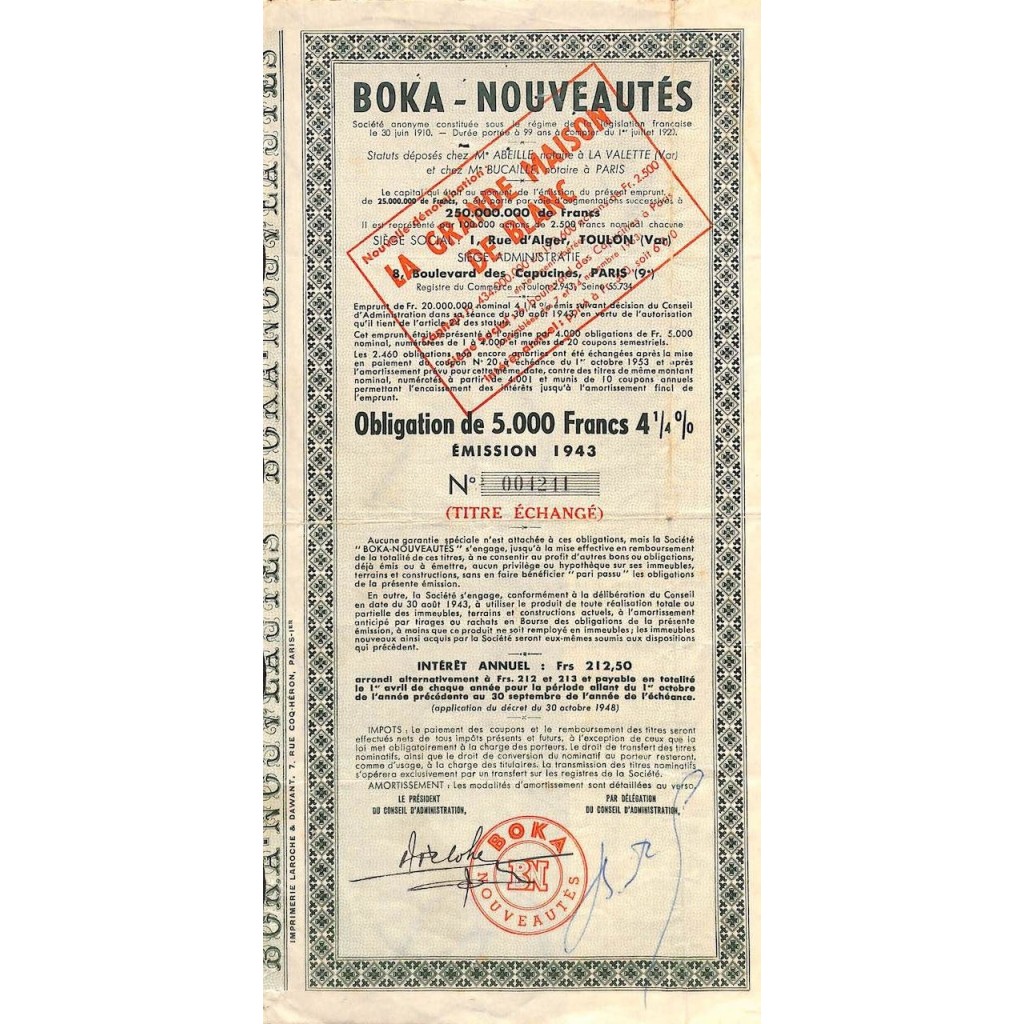 BOKA - NOUVEAUTÉS
Société anonyme constituée sous le régime de la législation française
le 30 juin 1910. — Durée portée à 99 ans à compter du 1er juillet 1923.
Statuts déposés chez Me ABEILLE, notaire à LA VALETTE (Var)
et chez Me BUCAILLE, notaire à PARIS
Le capital qui était au moment de l'émission du présent emprunt,
de 25.000.000 de Francs, a été porté par voie d'augmentations successives à
250.000.000 de Francs
Il est représenté par 100.000 actions de 2.500 francs nominal chacune
SIÈGE SOCIAL 1, Rue d'Alger, TOULON (Var)
SIÈGE ADMINISTRATIF
8, Boulevard des Capucines, PARIS (9e)
Registre du Commerce Toulon 2.943, Seine 55.734
Nouvelle dénomination :
LA GRANDE MAISON
DE BLANC
Emprunt de Fr. 20.000.000 nominal 4 1/4 % émis suivant décision du Conseil
d'Administration dans sa séance du 30 août 1943, en vertu de l'autorisation
qu'il tient de l'article des statuts
Cet emprunt était représenté à l'origine par 4.000 obligations de Fr. 5.000
nominal, numérotées de 1 à 4.000 et munies de 20 coupons semestriels.
Les 2.460 obligations non encore amorties ont été échangées après la mise
en paiement du coupon N° 20 à l'échéance du 1er octobre 1953 et après
l'amortissement prévu pour cette même date, contre des titres de même montant
nominal, numérotés à partir de 4.001 et munis de 10 coupons annuels
permettant l'encaissement des intérêts jusqu'à l'amortissement final de
l'emprunt.
Obligation de 5.000 Francs 4 1/4 %
ÉMISSION 1943
N° 004211
(TITRE ÉCHANGÉ)
Aucune garantie spéciale n'est attachée à ces obligations, mais la Société
"BOKA-NOUVEAUTÉS" s'engage, jusqu'à la mise effective en remboursement
de la totalité de ces titres, à ne consentir au profit d'autres bons ou obligations,
déjà émis ou à émettre, aucun privilège ou hypothèque sur ses immeubles,
terrains et constructions, sans en faire bénéficier "pari passu" les obligations
de la présente émission.
En outre, la Société s'engage, conformément à la délibération du Conseil
en date du 30 août 1943, à utiliser le produit de toute réalisation totale ou
partielle des immeubles, terrains et constructions actuels, à l'amortissement
anticipé par tirages ou rachats en Bourse des obligations de la présente
émission, à moins que ce produit ne soit remployé en immeubles ; les immeubles
nouveaux ainsi acquis par la Société seront eux-mêmes soumis aux dispositions
qui précèdent.
INTÉRÊT ANNUEL : Frs 212,50
arrondi alternativement à Frs. 212 et 213 et payable en totalité
le 1er avril de chaque année pour la période allant du 1er octobre
de l'année précédente au 30 septembre de l'année de l'échéance.
(application du décret du 30 octobre 1948)
IMPOTS : Le paiement des coupons et le remboursement des titres seront
effectués nets de tous impôts présents et futurs, à l'exception de ceux que la
loi met obligatoirement à la charge des porteurs. Le droit de transfert des titres
nominatifs, ainsi que le droit de conversion du nominatif au porteur resteront,
comme d'usage, à la charge des titulaires. La transmission des titres nominatifs
s'opérera exclusivement par un transfert sur les registres de la Société.
AMORTISSEMENT : Les modalités d'amortissement sont détaillées au verso.
LE PRÉSIDENT
DU CONSEIL D'ADMINISTRATION,
PAR DÉLÉGATION
DU CONSEIL D'ADMINISTRATION,
BOKA
BN
NOUVEAUTÉS
IMPRIMERIE LAROCHE & DAWANT, 7, RUE COQ-HÉRON, PARIS-1ER
BOKA-NOUVEAUTÉS BOKA-NOUVEAUTÉS